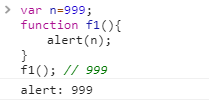 > var n=999;
function f1(){
    alert(n);
}
f1(); // 999
alert: 999